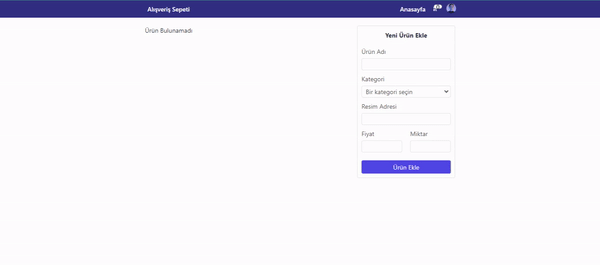 Alışveriş Sepeti
Anasayfa
Ürün Bulunamadı
Yeni Ürün Ekle
Ürün Adı
Kategori
Bir kategori seçin
Resim Adresi
Fiyat Miktar
Ürün Ekle